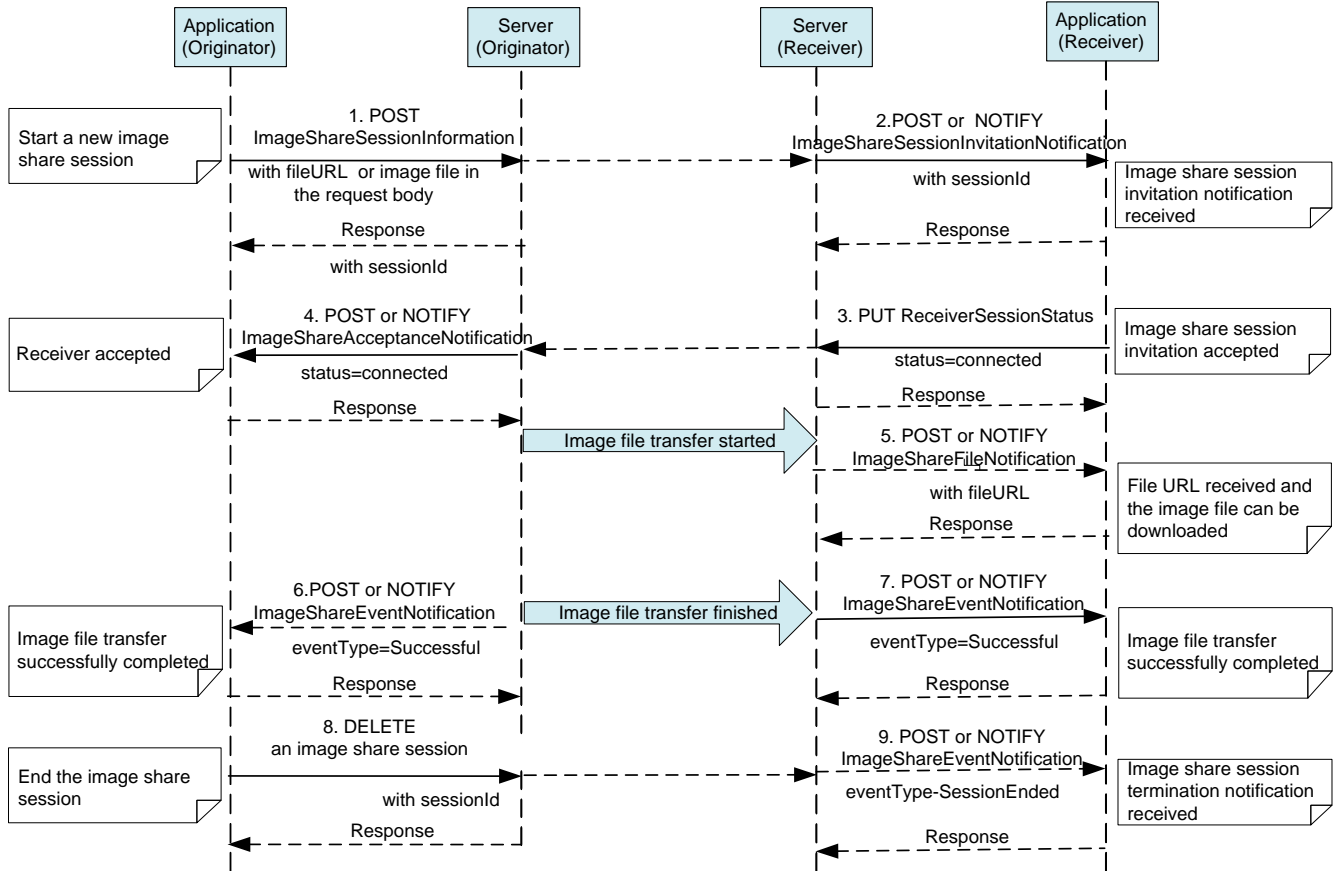 Application
(Originator)
Server
(Originator)
Server
(Receiver)
Application
(Receiver)
Start a new image
share session
1. POST
ImageShareSessionInformation
with fileURL or image file in
the request body
2.POST or NOTIFY
ImageShareSessionInvitationNotification
with sessionId
Image share session
invitation notification
received
Response
with sessionId
Response
Receiver accepted
4. POST or NOTIFY
ImageShareAcceptanceNotification
status=connected
3. PUT ReceiverSessionStatus
status=connected
Image share session
invitation accepted
Response
Response
Image file transfer started
5. POST or NOTIFY
ImageShareFileNotification
with fileURL
File URL received and
the image file can be
downloaded
Response
6.POST or NOTIFY
ImageShareEventNotification
eventType=Successful
Image file transfer finished
7. POST or NOTIFY
ImageShareEventNotification
eventType=Successful
Image file transfer
successfully completed
Image file transfer
successfully completed
Response
Response
8. DELETE
an image share session
with sessionId
9. POST or NOTIFY
ImageShareEventNotification
eventType-SessionEnded
End the image share
session
Image share session
termination notification
received
Response
Response